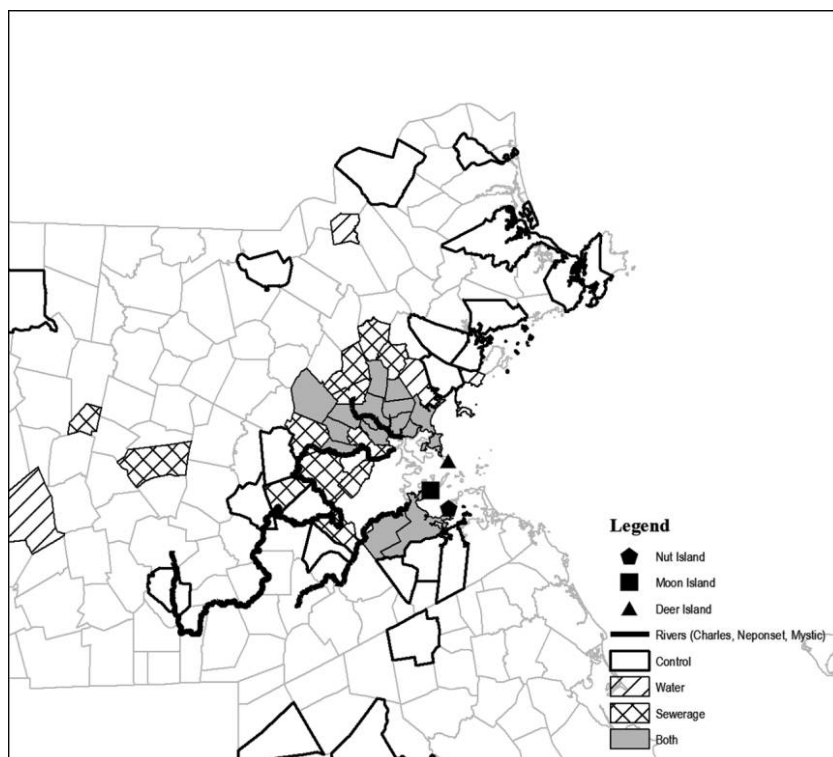 Legend
Nut Island
Moon Island
Deer Island
Rivers (Charles, Neponset, Mystic)
Control
Water
Sewerage
Both